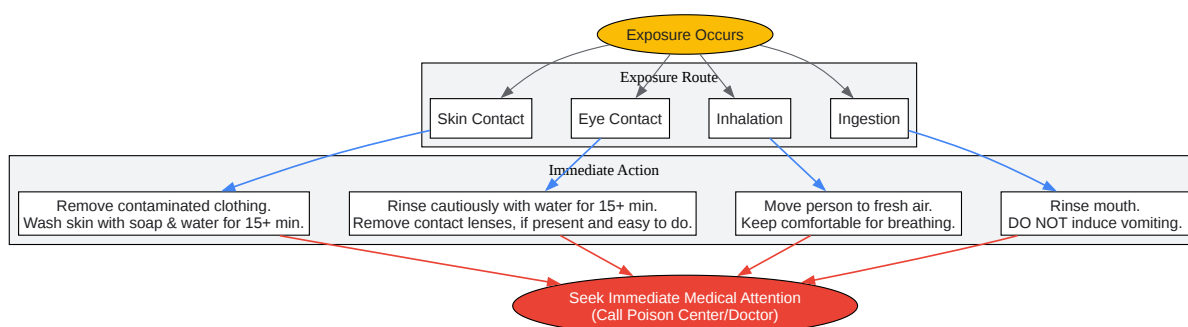 Exposure Occurs
Exposure Route
Skin Contact
Eye Contact
Inhalation
Ingestion
Immediate Action
Remove contaminated clothing.
Wash skin with soap & water for 15+ min.
Rinse cautiously with water for 15+ min.
Remove contact lenses, if present and easy to do.
Move person to fresh air.
Keep comfortable for breathing.
Rinse mouth.
DO NOT induce vomiting.
Seek Immediate Medical Attention
(Call Poison Center/Doctor)